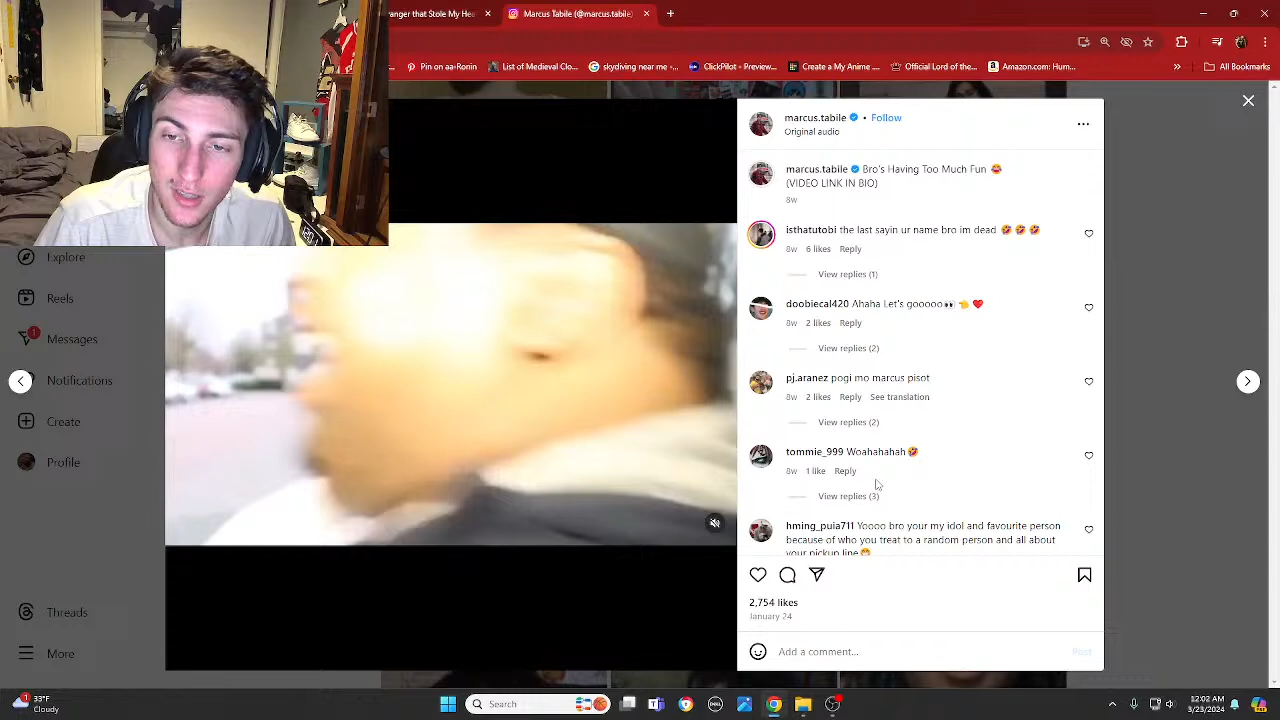 anger that Stole My He
Marcus Tabile (@marcus.tabile)
Pin on aa-Ronin
List of Medieval Clo...
skydiving near me -...
ClickPilot - Preview...
Create a My Anime ...
Official Lord of the...
Amazon.com: Hum...
All Bookmarks
marcus.tabile • Follow
Original audio
marcus.tabile Bro's Having Too Much Fun 😂
(VIDEO LINK IN BIO)
8w
isthatutobi the last sayin ur name bro im dead 🤣 🤣 🤣
8w 6 likes Reply
View replies (1)
doobiecal420 Ahaha Let's gooooo👀 👈 ❤️
8w 2 likes Reply
View replies (2)
pj.aranez pogi mo marcus pisot
8w 2 likes Reply See translation
View replies (2)
tommie_999 Woahahahah🤣
8w 1 like Reply
View replies (3)
hming_puia711 Yoooo bro your my idol and favourite person
because of who you treat to a random person and all about
your pickup line😁
2,754 likes
January 24
Add a comment...
Post
Explore
Reels
1
Messages
Notifications
Create
Profile
Threads
More
1
33°F
Cloudy
Search
12:02 AM